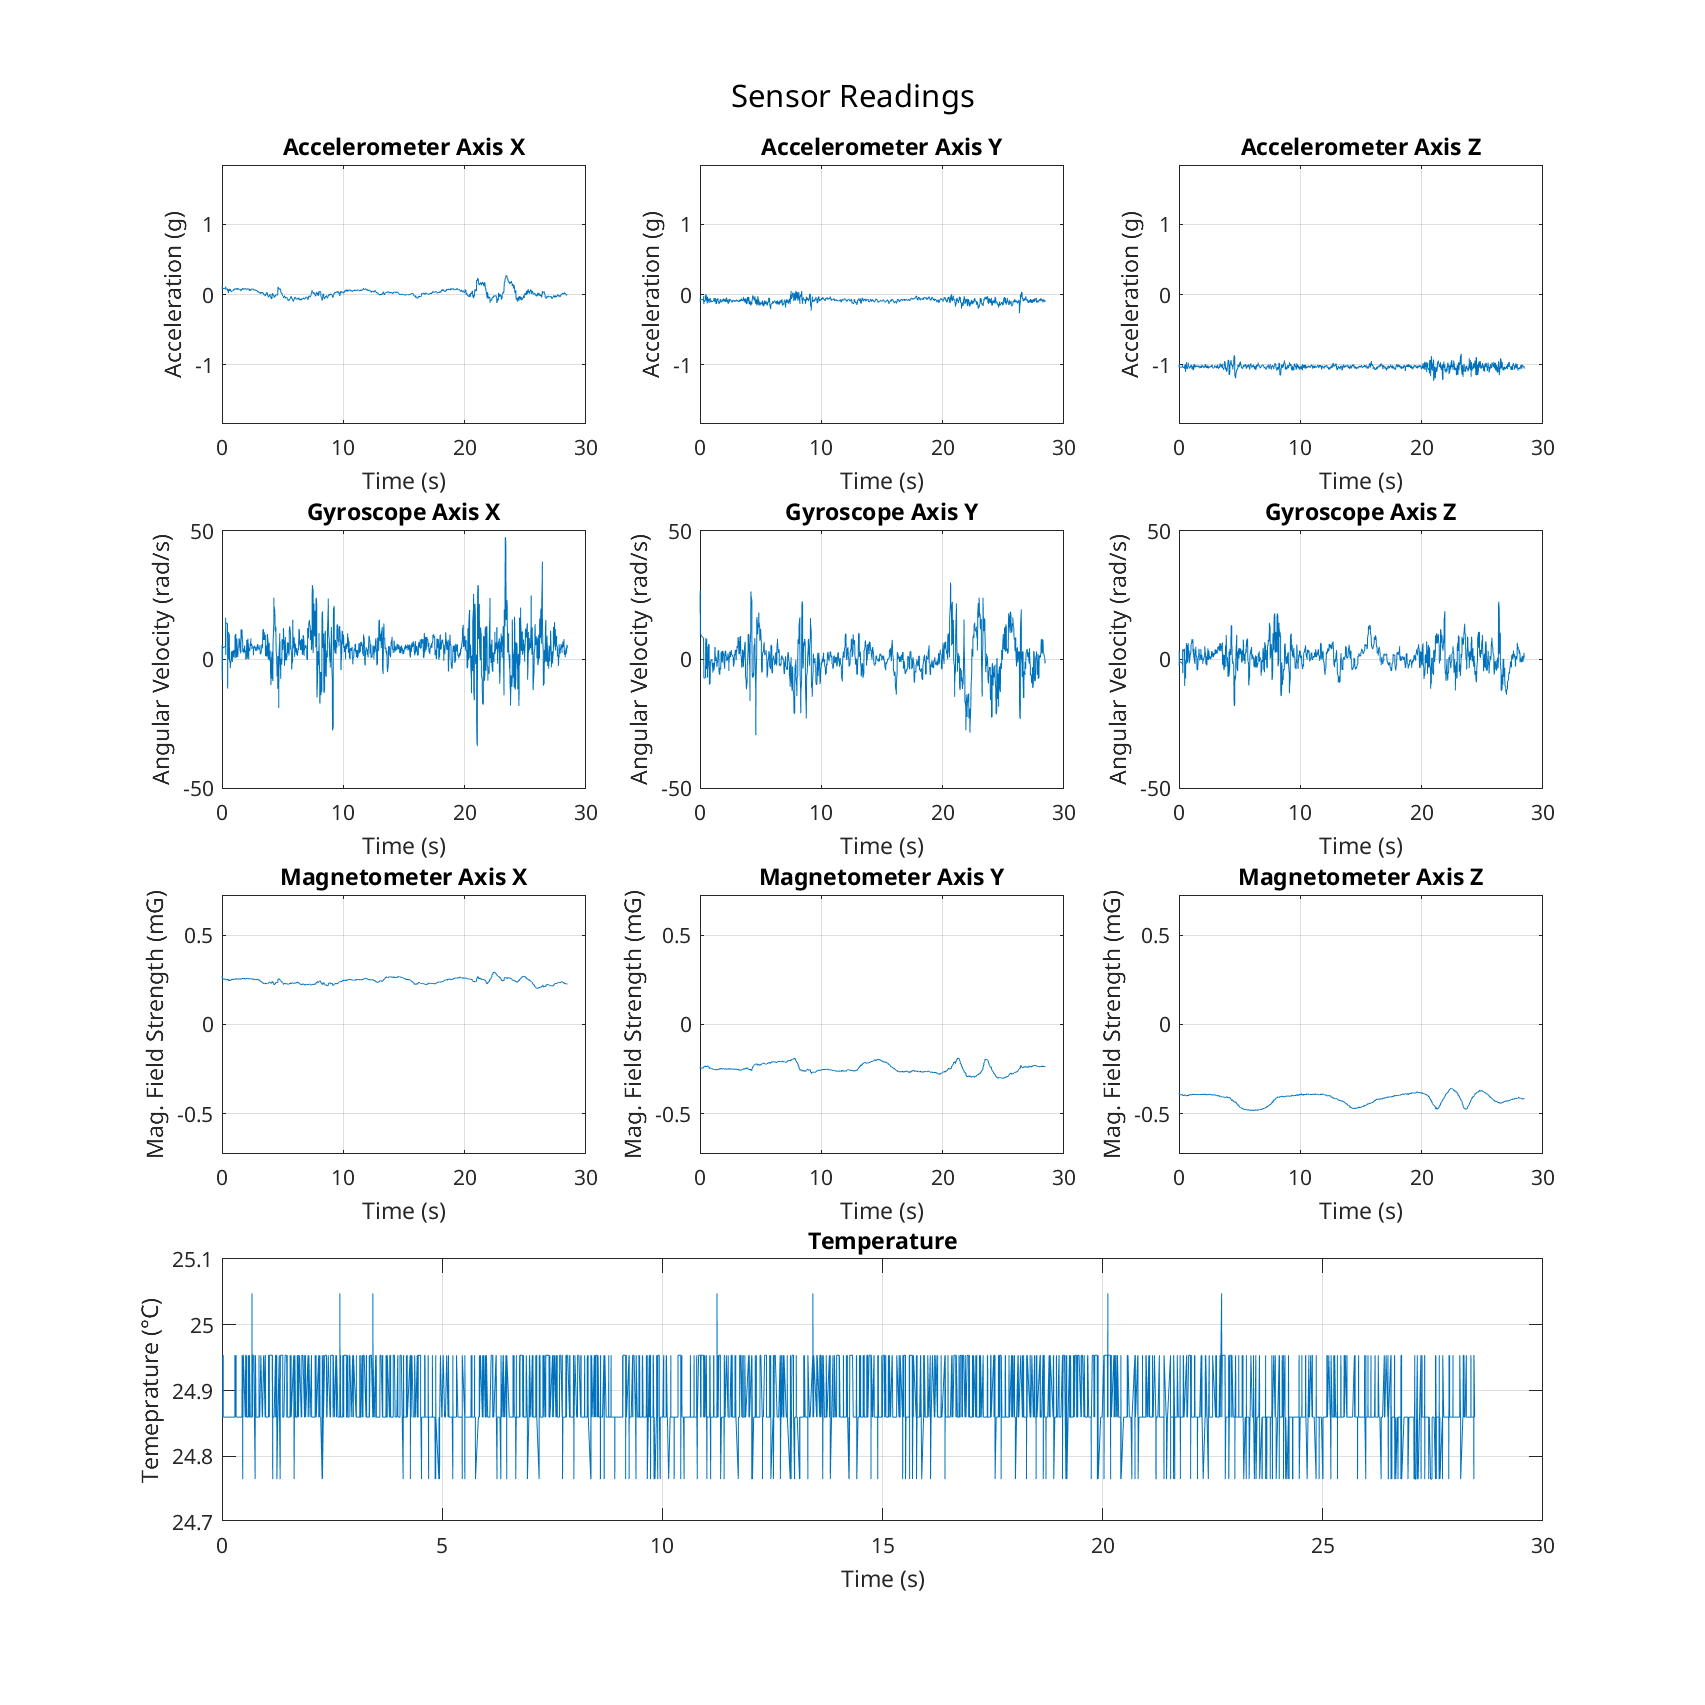 Sensor Readings
Accelerometer Axis X
Acceleration (g)
1
0
-1
0 10 20 30
Time (s)
Accelerometer Axis Y
Acceleration (g)
1
0
-1
0 10 20 30
Time (s)
Accelerometer Axis Z
Acceleration (g)
1
0
-1
0 10 20 30
Time (s)
Gyroscope Axis X
Angular Velocity (rad/s)
50
0
-50
0 10 20 30
Time (s)
Gyroscope Axis Y
Angular Velocity (rad/s)
50
0
-50
0 10 20 30
Time (s)
Gyroscope Axis Z
Angular Velocity (rad/s)
50
0
-50
0 10 20 30
Time (s)
Magnetometer Axis X
Mag. Field Strength (mG)
0.5
0
-0.5
0 10 20 30
Time (s)
Magnetometer Axis Y
Mag. Field Strength (mG)
0.5
0
-0.5
0 10 20 30
Time (s)
Magnetometer Axis Z
Mag. Field Strength (mG)
0.5
0
-0.5
0 10 20 30
Time (s)
Temperature
Temeprature (°C)
25.1
25
24.9
24.8
24.7
0 5 10 15 20 25 30
Time (s)